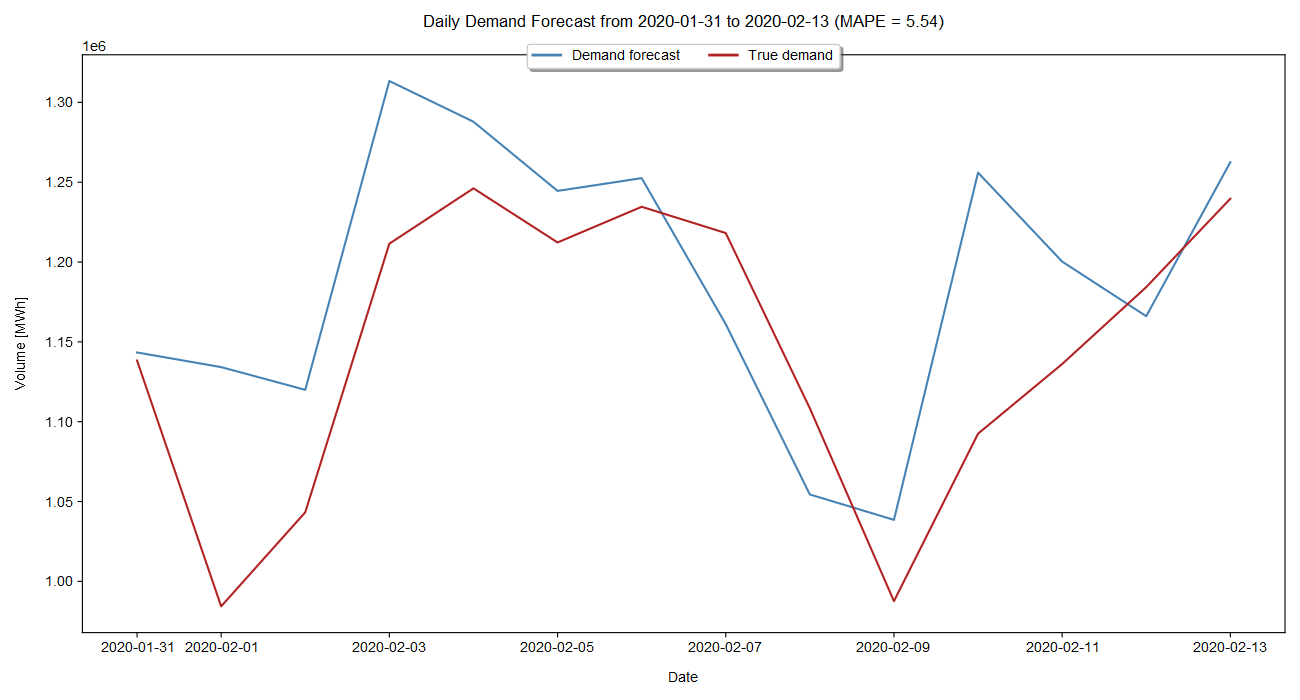 Daily Demand Forecast from 2020-01-31 to 2020-02-13 (MAPE = 5.54)
1e6
Demand forecast True demand
1.30
1.25
1.20
1.15
1.10
1.05
1.00
Volume [MWh]
2020-01-31 2020-02-01 2020-02-03 2020-02-05 2020-02-07 2020-02-09 2020-02-11 2020-02-13
Date